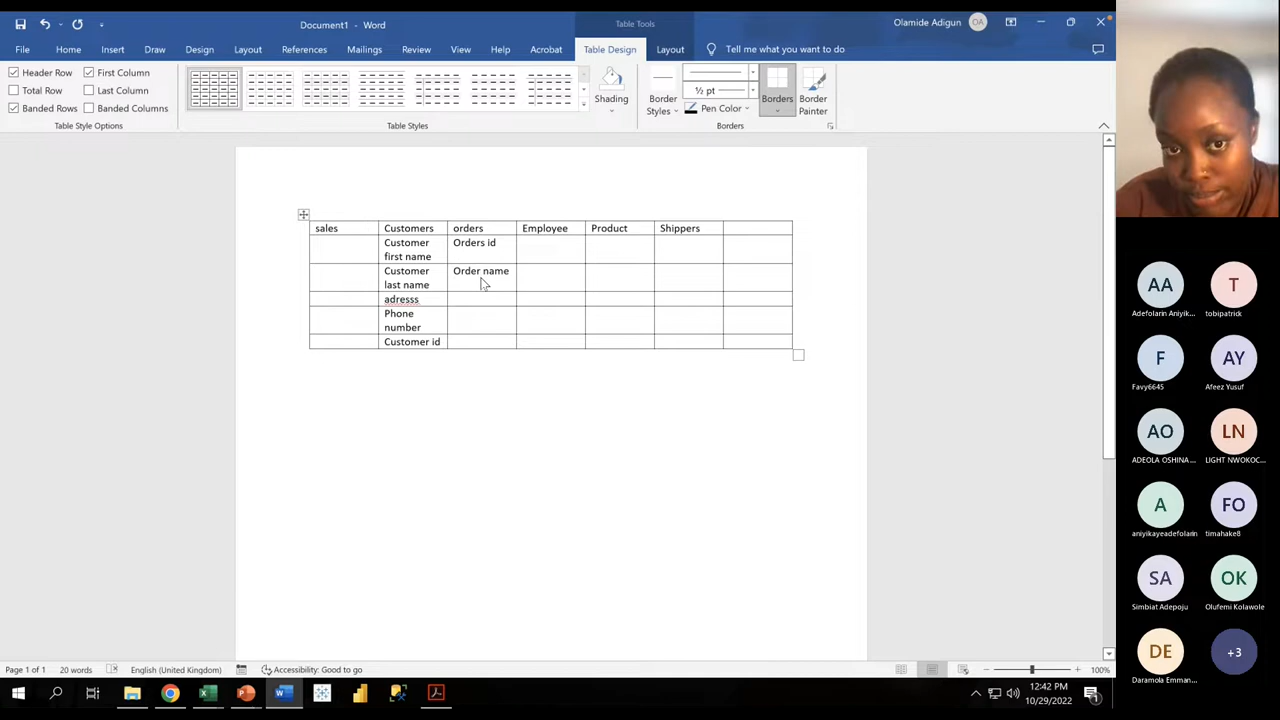 Document1 - Word
Table Tools
Olamide Adigun
OA
File
Home
Insert
Draw
Design
Layout
References
Mailings
Review
View
Help
Acrobat
Table Design
Layout
Tell me what you want to do
Header Row
First Column
Total Row
Last Column
Banded Rows
Banded Columns
Table Style Options
Table Styles
Shading
Border
Styles
½ pt
Pen Color
Borders
Border
Painter
Borders
sales
Customers
orders
Employee
Product
Shippers
Customer
first name
Orders id
Customer
last name
Order name
adresss
Phone
number
Customer id
AA
Adefolarin Aniyik...
T
tobipatrick
F
Favy6645
AY
Afeez Yusuf
AO
ADEOLA OSHINA...
LN
LIGHT NWOKOC...
A
aniyikayeadefolarin
FO
timahake8
SA
Simbiat Adepoju
OK
Olufemi Kolawole
DE
Daramola Emman...
+3
Page 1 of 1
20 words
English (United Kingdom)
Accessibility: Good to go
100%
12:42 PM
10/29/2022
1